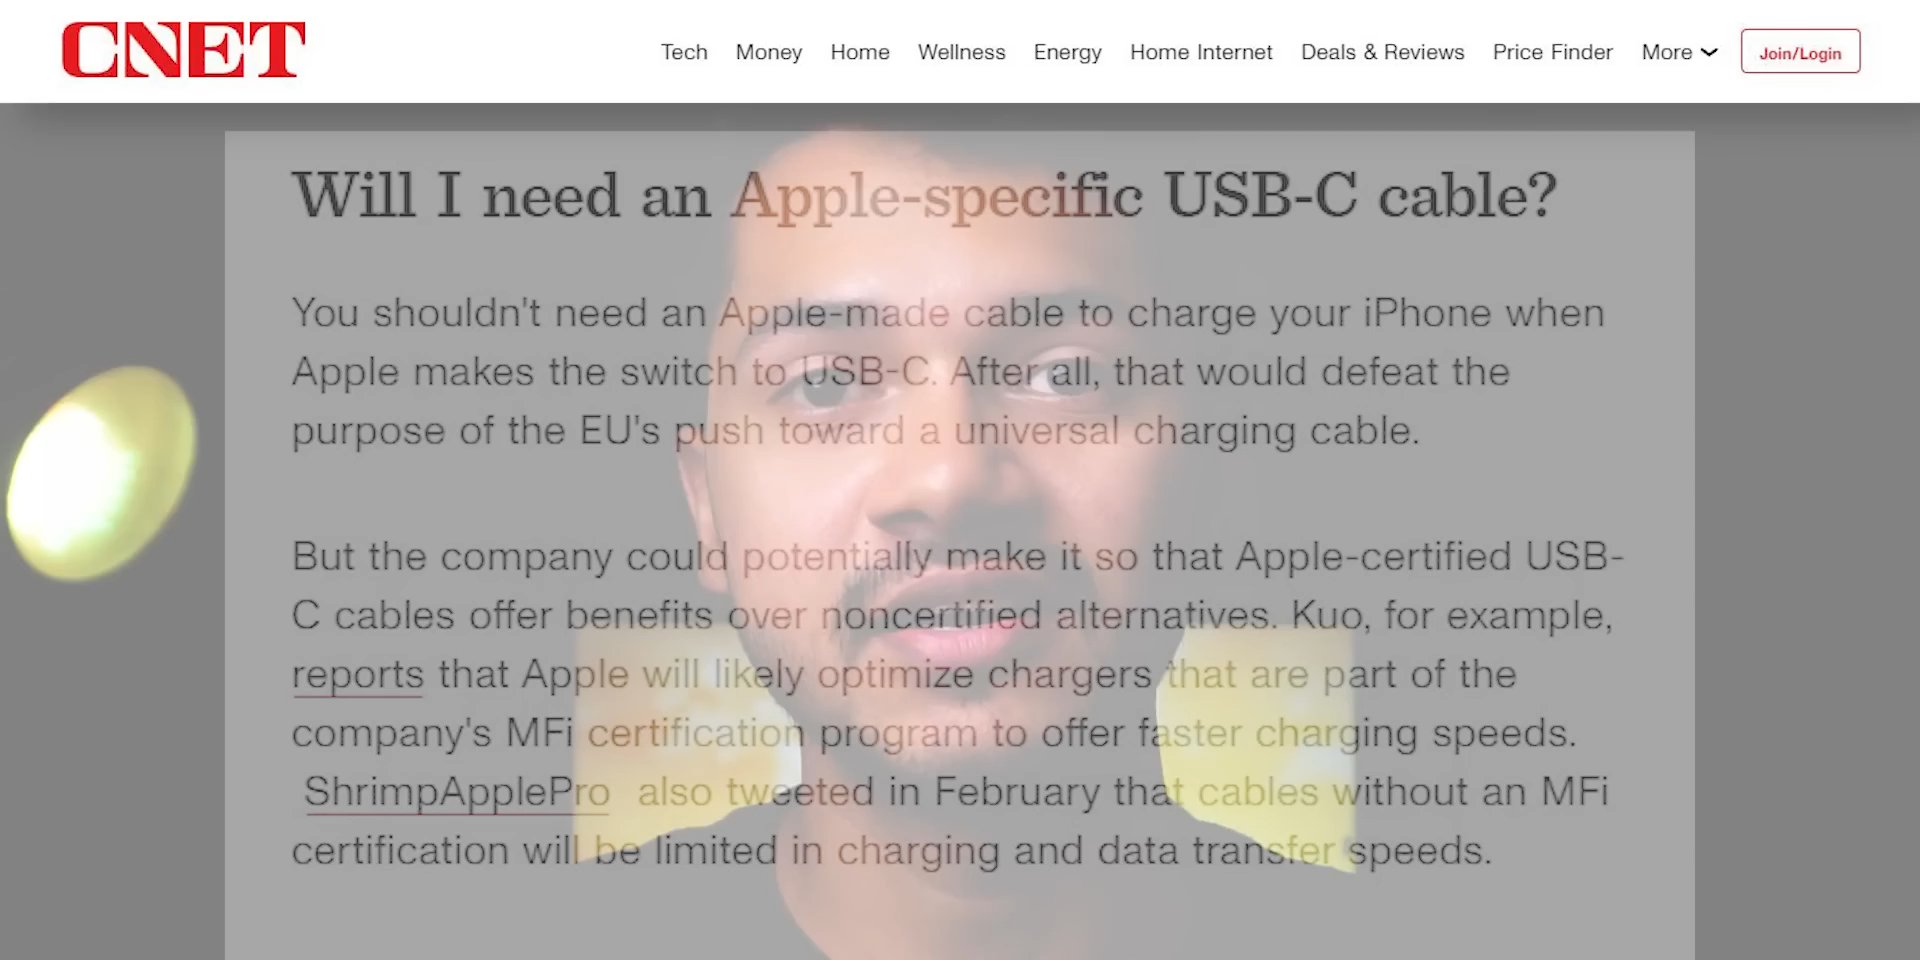 CNET
Tech Money Home Wellness Energy Home Internet Deals & Reviews Price Finder More Join/Login
Will I need an Apple-specific USB-C cable?
You shouldn't need an Apple-made cable to charge your iPhone when
Apple makes the switch to USB-C. After all, that would defeat the
purpose of the EU's push toward a universal charging cable.
But the company could potentially make it so that Apple-certified USB-
C cables offer benefits over noncertified alternatives. Kuo, for example,
reports that Apple will likely optimize chargers that are part of the
company's MFi certification program to offer faster charging speeds.
ShrimpApplePro also tweeted in February that cables without an MFi
certification will be limited in charging and data transfer speeds.